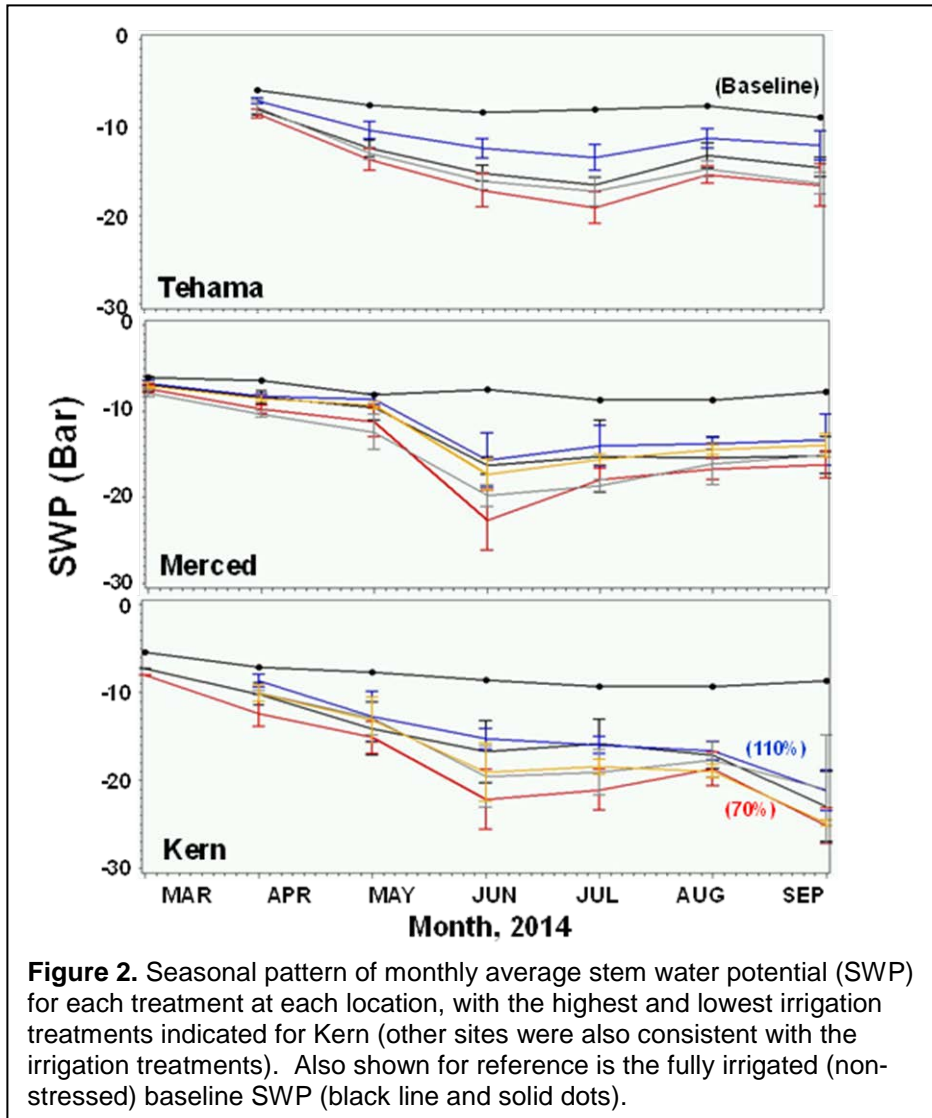 0
(Baseline)
-10
-20
Tehama
-30
0
-10
-20
Merced
-30
SWP (Bar)
0
-10
(110%)
-20
(70%)
Kern
-30
MAR APR MAY JUN JUL AUG SEP
Month, 2014
Figure 2. Seasonal pattern of monthly average stem water potential (SWP)
for each treatment at each location, with the highest and lowest irrigation
treatments indicated for Kern (other sites were also consistent with the
irrigation treatments).  Also shown for reference is the fully irrigated (non-
stressed) baseline SWP (black line and solid dots).